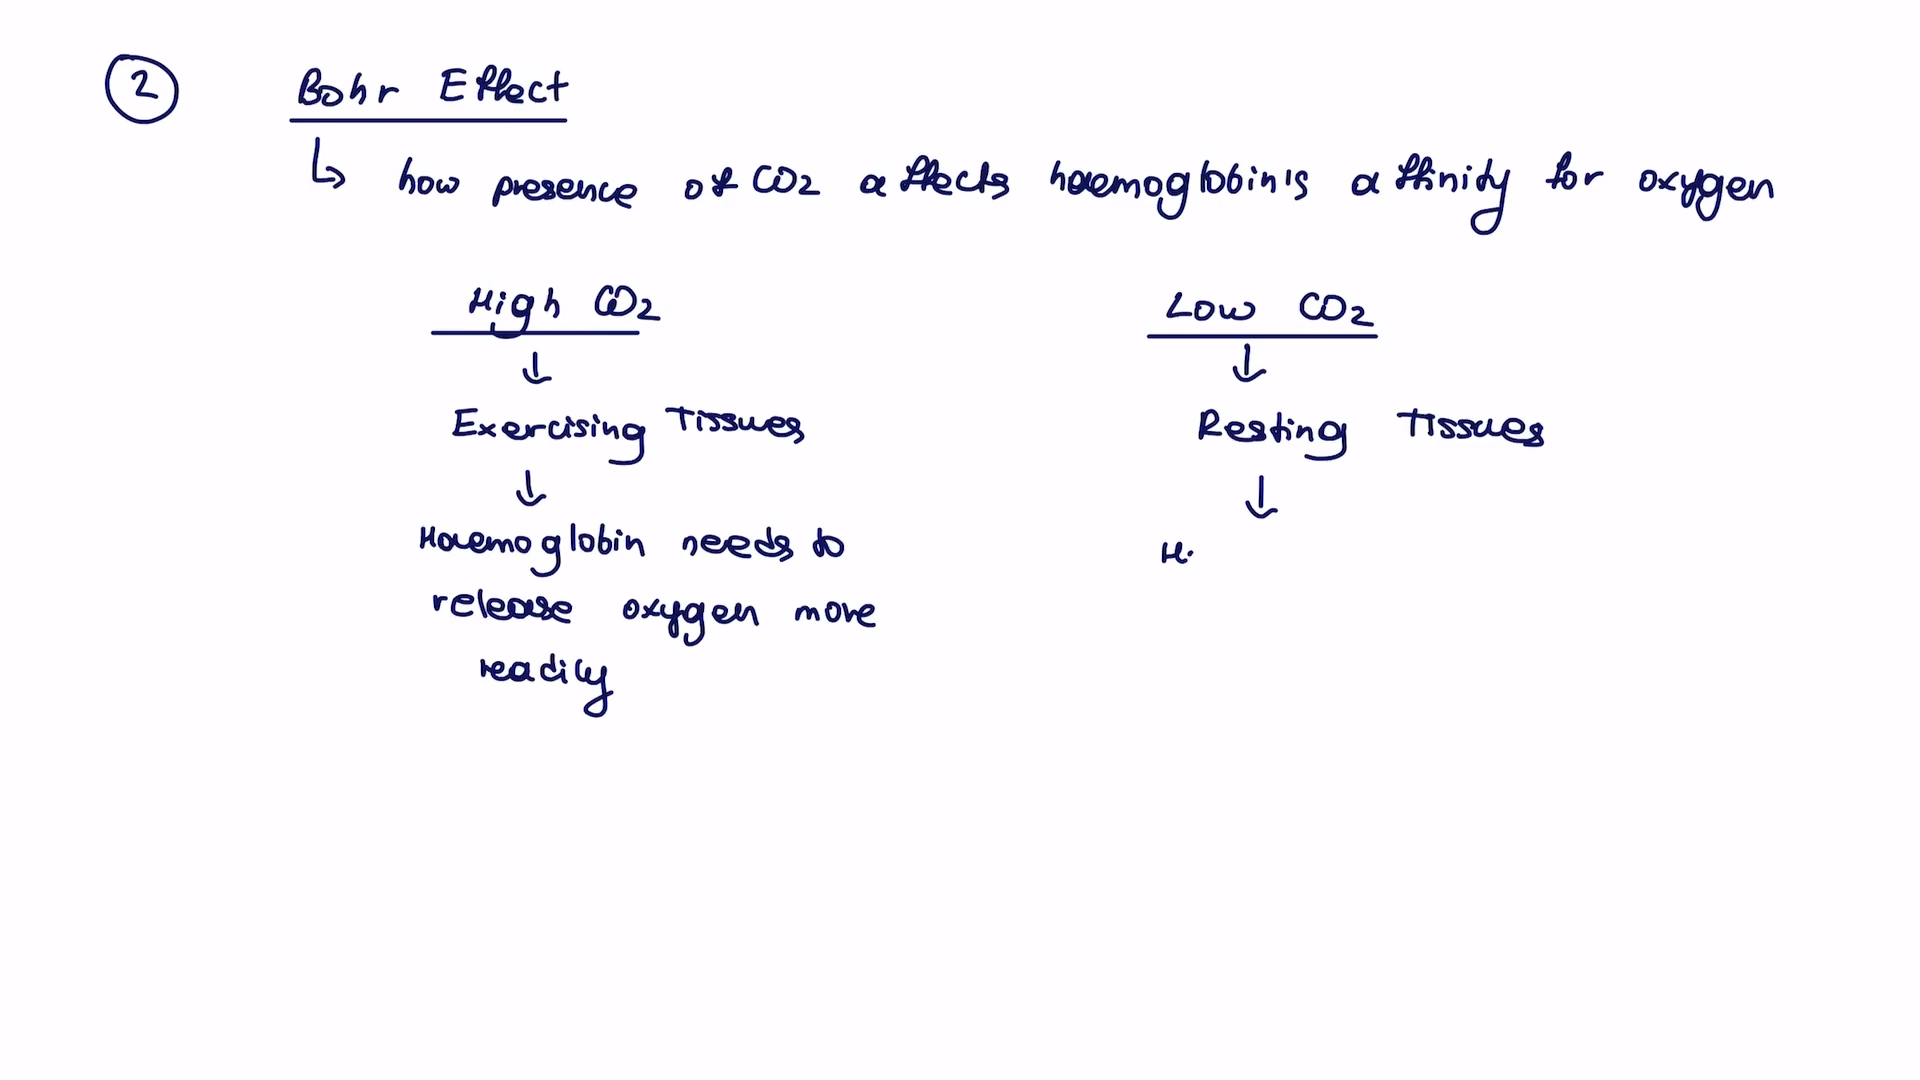 2 Bohr Effect
↳ how presence of CO2 affects haemoglobin's affinity for oxygen
High CO2
↓
Exercising Tissues
↓
Haemoglobin needs to
release oxygen more
readily
Low CO2
↓
Resting Tissues
↓
H